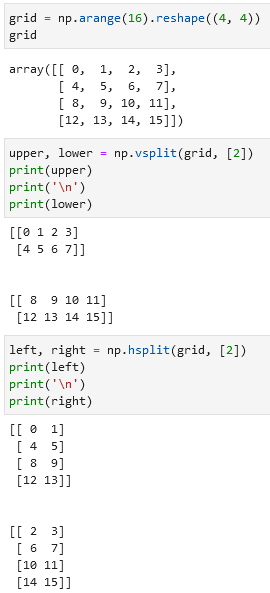 grid = np.arange(16).reshape((4, 4))
grid
array([[ 0,  1,  2,  3],
       [ 4,  5,  6,  7],
       [ 8,  9, 10, 11],
       [12, 13, 14, 15]])
upper, lower = np.vsplit(grid, [2])
print(upper)
print('\n')
print(lower)
[[0 1 2 3]
 [4 5 6 7]]
[[ 8  9 10 11]
 [12 13 14 15]]
left, right = np.hsplit(grid, [2])
print(left)
print('\n')
print(right)
[[ 0  1]
 [ 4  5]
 [ 8  9]
 [12 13]]
[[ 2  3]
 [ 6  7]
 [10 11]
 [14 15]]